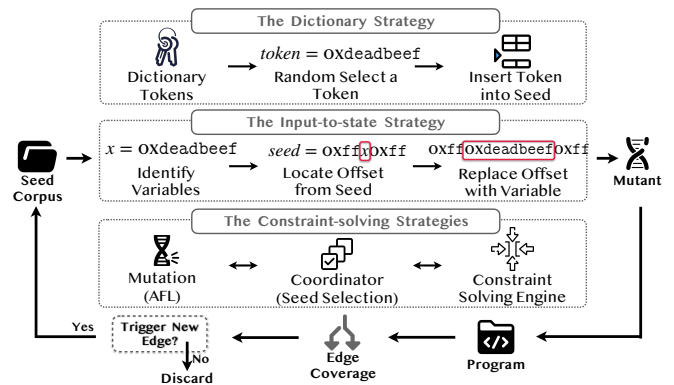 The Dictionary Strategy
token = 0xdeadbeef
Dictionary
Tokens
Random Select a
Token
Insert Token
into Seed
The Input-to-state Strategy
x = 0xdeadbeef
seed = 0xffx0xff
0xff0xdeadbeef0xff
Identify
Variables
Locate Offset
from Seed
Replace Offset
with Variable
Seed
Corpus
Mutant
The Constraint-solving Strategies
Mutation
(AFL)
Coordinator
(Seed Selection)
Constraint
Solving Engine
Yes
Trigger New
Edge?
No
Discard
Edge
Coverage
</>
Program